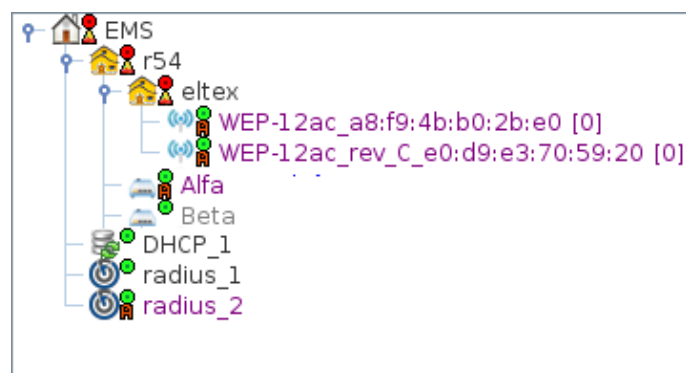 EMS
r54
eltex
WEP-12ac_a8:f9:4b:b0:2b:e0 [0]
WEP-12ac_rev_C_e0:d9:e3:70:59:20 [0]
Alfa
Beta
DHCP_1
radius_1
radius_2